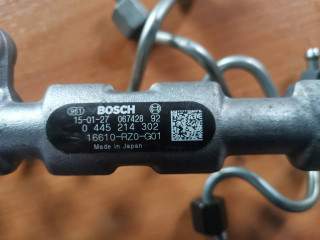 BOSCH
15-01-27 067428 92
0 445 214 302
16610-RZ0-G01
Made in Japan